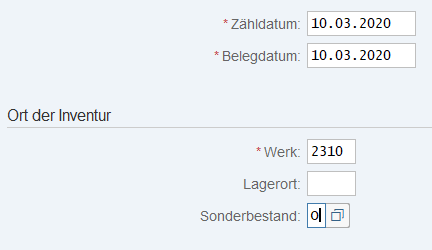 * Zähldatum: 10.03.2020
* Belegdatum: 10.03.2020
Ort der Inventur
* Werk: 2310
Lagerort:
Sonderbestand: O